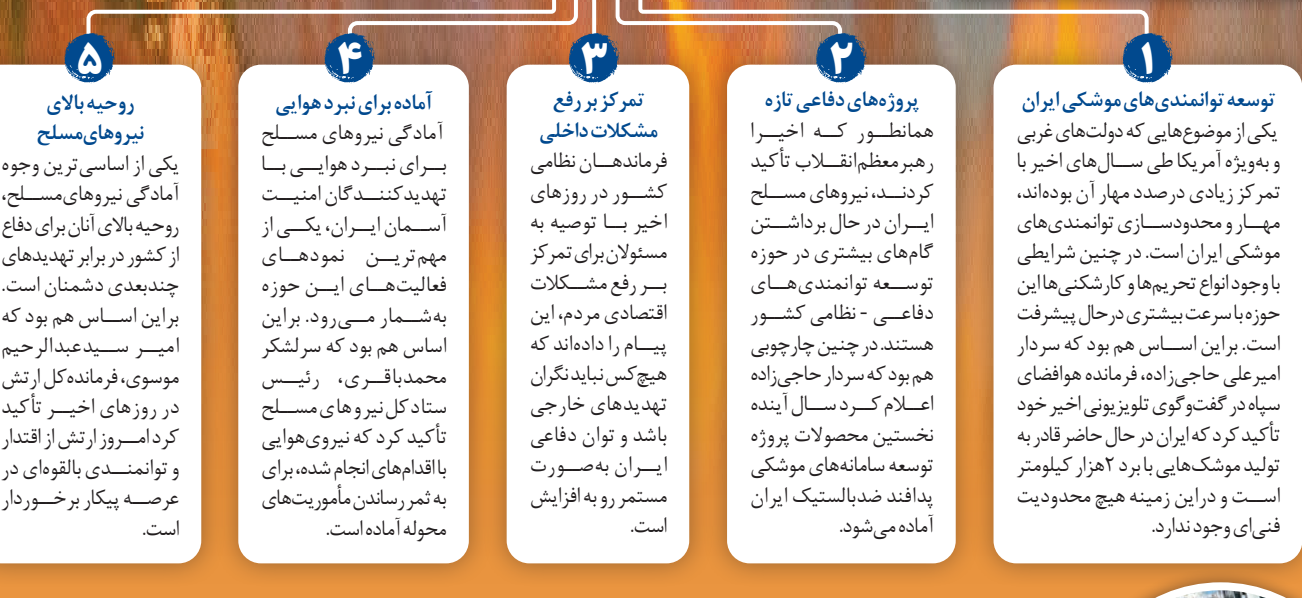 ۱
توسعه توانمندی‌های موشکی ایران
یکی از موضوع‌هایی که دولت‌های غربی
و به‌ویژه آمریکا طی سال‌های اخیر با
تمرکز زیادی درصدد مهار آن بوده‌اند،
مهار و محدودسازی توانمندی‌های
موشکی ایران است. در چنین شرایطی
با وجود انواع تحریم‌ها و کارشکنی‌ها این
حوزه با سرعت بیشتری درحال پیشرفت
است. براین اساس هم بود که سردار
امیرعلی حاجی‌زاده، فرمانده هوافضای
سپاه در گفت‌وگوی تلویزیونی اخیر خود
تأکید کرد که ایران در حال حاضر قادر به
تولید موشک‌هایی با برد ۲هزار کیلومتر
است و دراین زمینه هیچ محدودیت
فنی‌ای وجود ندارد.
۲
پروژه‌های دفاعی تازه
همانطور که اخیرا
رهبرمعظم‌انقلاب تأکید
کردند، نیروهای مسلح
ایران در حال برداشتن
گام‌های بیشتری در حوزه
توسعه توانمندی‌های
دفاعی - نظامی کشور
هستند. در چنین چارچوبی
هم بود که سردار حاجی‌زاده
اعلام کرد سال آینده
نخستین محصولات پروژه
توسعه سامانه‌های موشکی
پدافند ضدبالستیک ایران
آماده می‌شود.
۳
تمرکز بر رفع
مشکلات داخلی
فرماندهان نظامی
کشور در روزهای
اخیر با توصیه به
مسئولان برای تمرکز
بر رفع مشکلات
اقتصادی مردم، این
پیام را داده‌اند که
هیچ‌کس نباید نگران
تهدیدهای خارجی
باشد و توان دفاعی
ایران به‌صورت
مستمر رو به افزایش
است.
۴
آماده برای نبرد هوایی
آمادگی نیروهای مسلح
برای نبرد هوایی با
تهدیدکنندگان امنیت
آسمان ایران، یکی از
مهم‌ترین نمودهای
فعالیت‌های این حوزه
به‌شمار می‌رود. براین
اساس هم بود که سرلشکر
محمدباقری، رئیس
ستاد کل نیروهای مسلح
تأکید کرد که نیروی‌هوایی
با اقدام‌های انجام شده، برای
به ثمر رساندن مأموریت‌های
محوله آماده است.
۵
روحیه بالای
نیروهای‌مسلح
یکی از اساسی‌ترین وجوه
آمادگی نیروهای‌مسلح،
روحیه بالای آنان برای دفاع
از کشور در برابر تهدیدهای
چندبعدی دشمنان است.
براین اساس هم بود که
امیر سیدعبدالرحیم
موسوی، فرمانده کل ارتش
در روزهای اخیر تأکید
کرد امروز ارتش از اقتدار
و توانمندی بالقوه‌ای در
عرصه پیکار برخوردار
است.